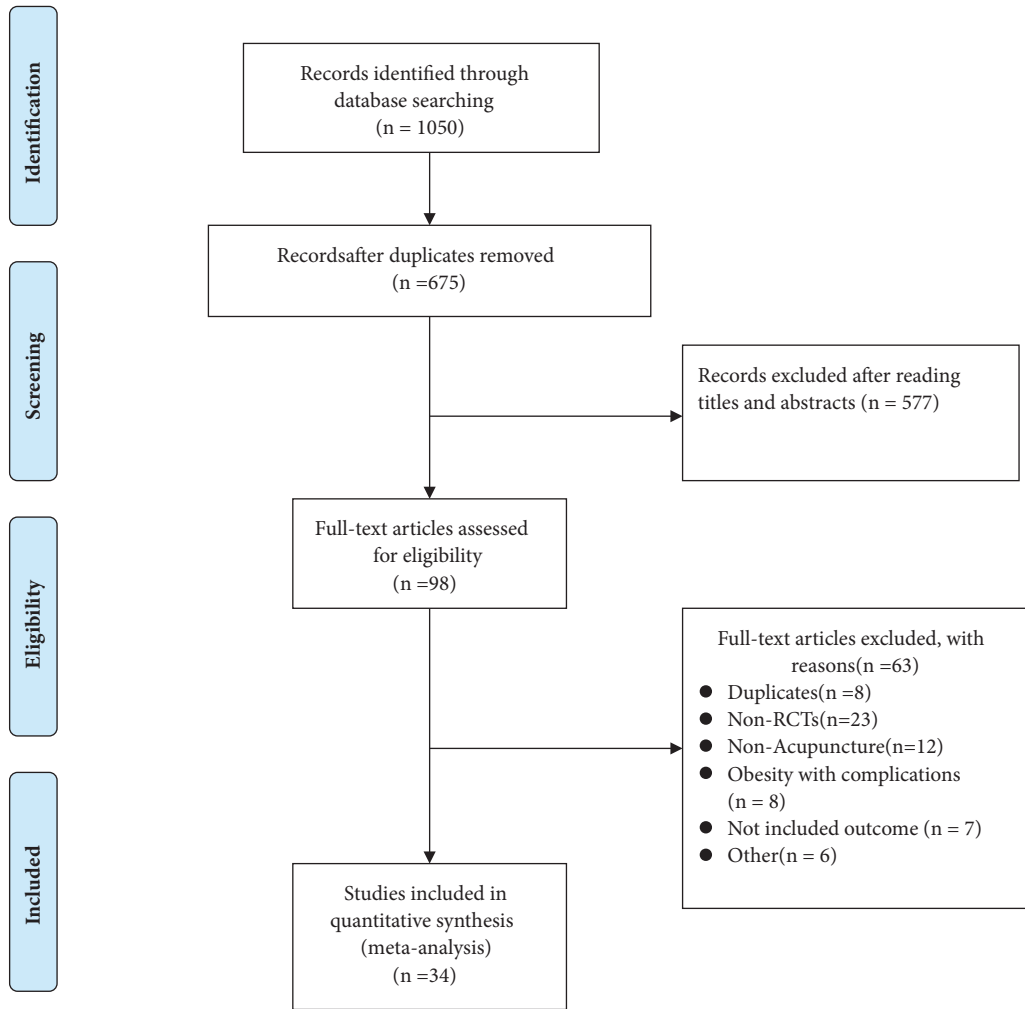 Identification
Records identified through
database searching
(n = 1050)
Recordsafter duplicates removed
(n =675)
Screening
Records excluded after reading
titles and abstracts (n = 577)
Full-text articles assessed
for eligibility
(n =98)
Eligibility
Full-text articles excluded, with
reasons(n =63)
● Duplicates(n =8)
● Non-RCTs(n=23)
● Non-Acupuncture(n=12)
● Obesity with complications
(n = 8)
● Not included outcome (n = 7)
● Other(n = 6)
Included
Studies included in
quantitative synthesis
(meta-analysis)
(n =34)